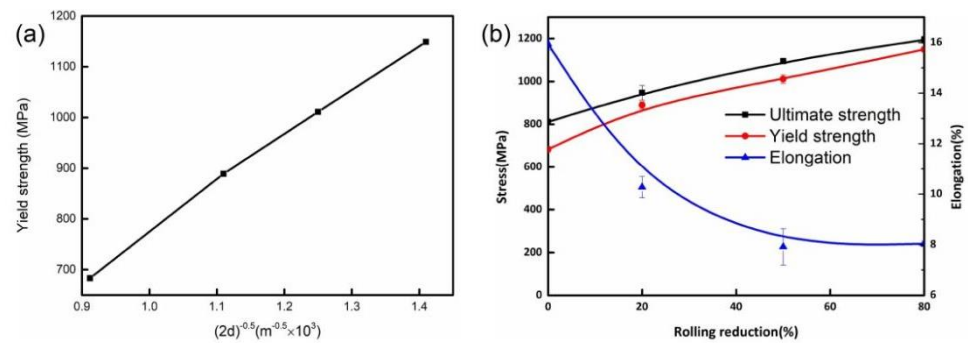 (a)
Yield strength (MPa)
1200
1100
1000
900
800
700
0.9 1.0 1.1 1.2 1.3 1.4
(2d)-0.5(m-0.5×103)
(b)
Stress(MPa)
1200
1000
800
600
400
200
0
Ultimate strength
Yield strength
Elongation
16
14
12
10
8
6
Elongation(%)
0 20 40 60 80
Rolling reduction(%)